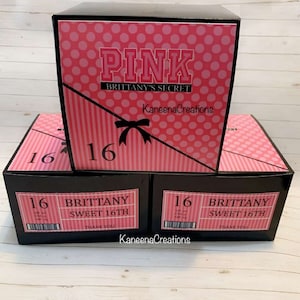 PINK
BRITTANY'S SECRET
KaneenaCreations
16
16
16
BRITTANY
SWEET 16TH
16
BRITTANY
SWEET 16TH
KaneenaCreations